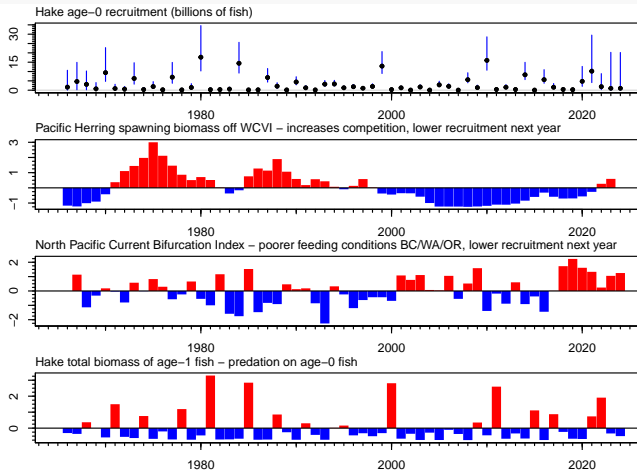 Hake age−0 recruitment (billions of fish)
0 15 30
1980 2000 2020
Pacific Herring spawning biomass off WCVI − increases competition, lower recruitment next year
−1 1 3
1980 2000 2020
North Pacific Current Bifurcation Index − poorer feeding conditions BC/WA/OR, lower recruitment next year
−2 0 2
1980 2000 2020
Hake total biomass of age−1 fish − predation on age−0 fish
0 2
1980 2000 2020